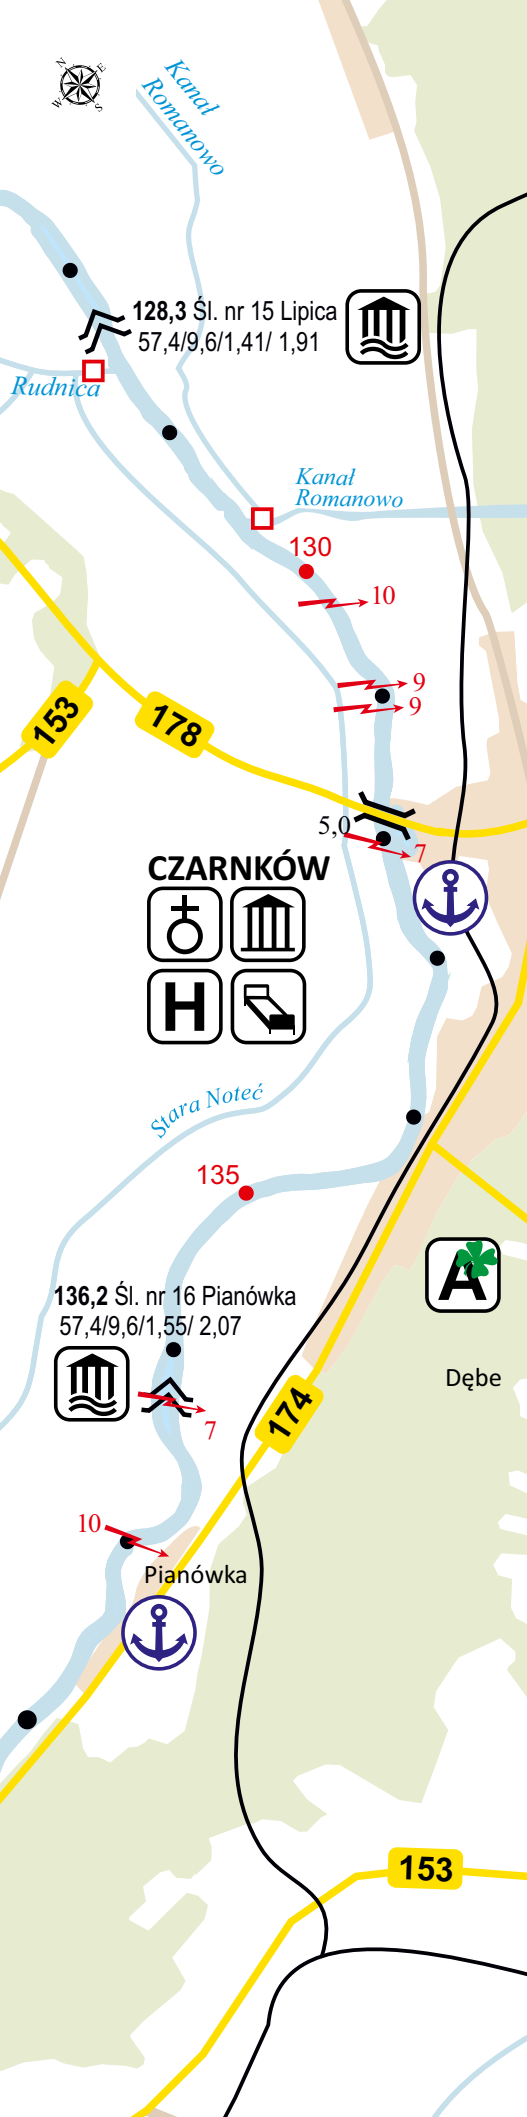 N
E
W
S
Kanał
Romanowo
128,3 Śl. nr 15 Lipica
57,4/9,6/1,41/ 1,91
Rudnica
Kanał
Romanowo
130
10
9
9
153
178
5,0
7
CZARNKÓW
H
Stara Noteć
135
A
136,2 Śl. nr 16 Pianówka
57,4/9,6/1,55/ 2,07
Dębe
174
7
10
Pianówka
153